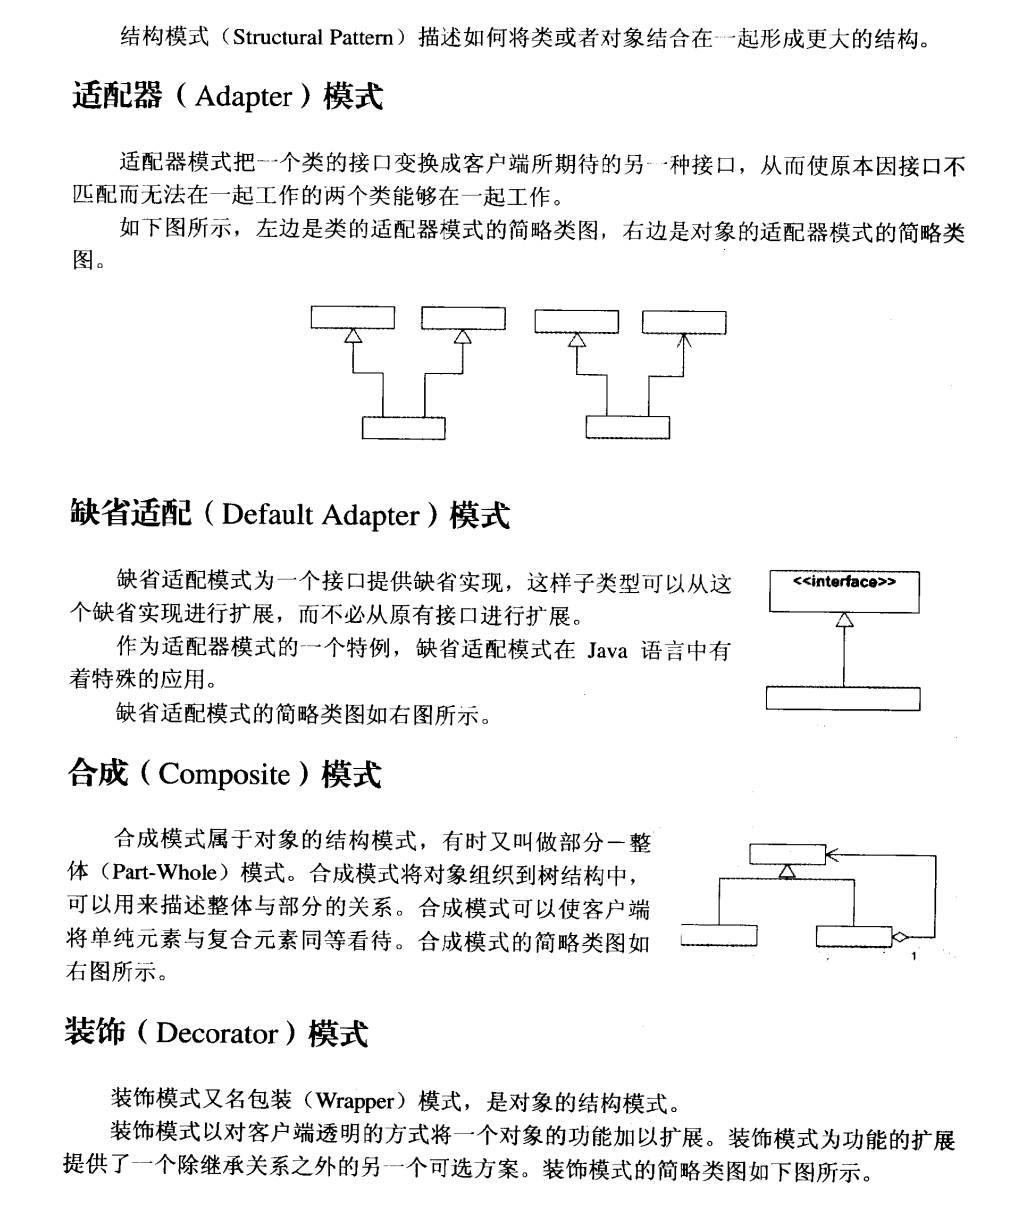 结构模式（Structural Pattern）描述如何将类或者对象结合在一起形成更大的结构。
适配器（Adapter）模式
适配器模式把一个类的接口变换成客户端所期待的另一种接口，从而使原本因接口不
匹配而无法在一起工作的两个类能够在一起工作。
如下图所示，左边是类的适配器模式的简略类图，右边是对象的适配器模式的简略类
图。
缺省适配（Default Adapter）模式
缺省适配模式为一个接口提供缺省实现，这样子类型可以从这
个缺省实现进行扩展，而不必从原有接口进行扩展。
作为适配器模式的一个特例，缺省适配模式在 Java 语言中有
着特殊的应用。
缺省适配模式的简略类图如右图所示。
<<interface>>
合成（Composite）模式
合成模式属于对象的结构模式，有时又叫做部分－整
体（Part-Whole）模式。合成模式将对象组织到树结构中，
可以用来描述整体与部分的关系。合成模式可以使客户端
将单纯元素与复合元素同等看待。合成模式的简略类图如
右图所示。
1
装饰（Decorator）模式
装饰模式又名包装（Wrapper）模式，是对象的结构模式。
装饰模式以对客户端透明的方式将一个对象的功能加以扩展。装饰模式为功能的扩展
提供了一个除继承关系之外的另一个可选方案。装饰模式的简略类图如下图所示。